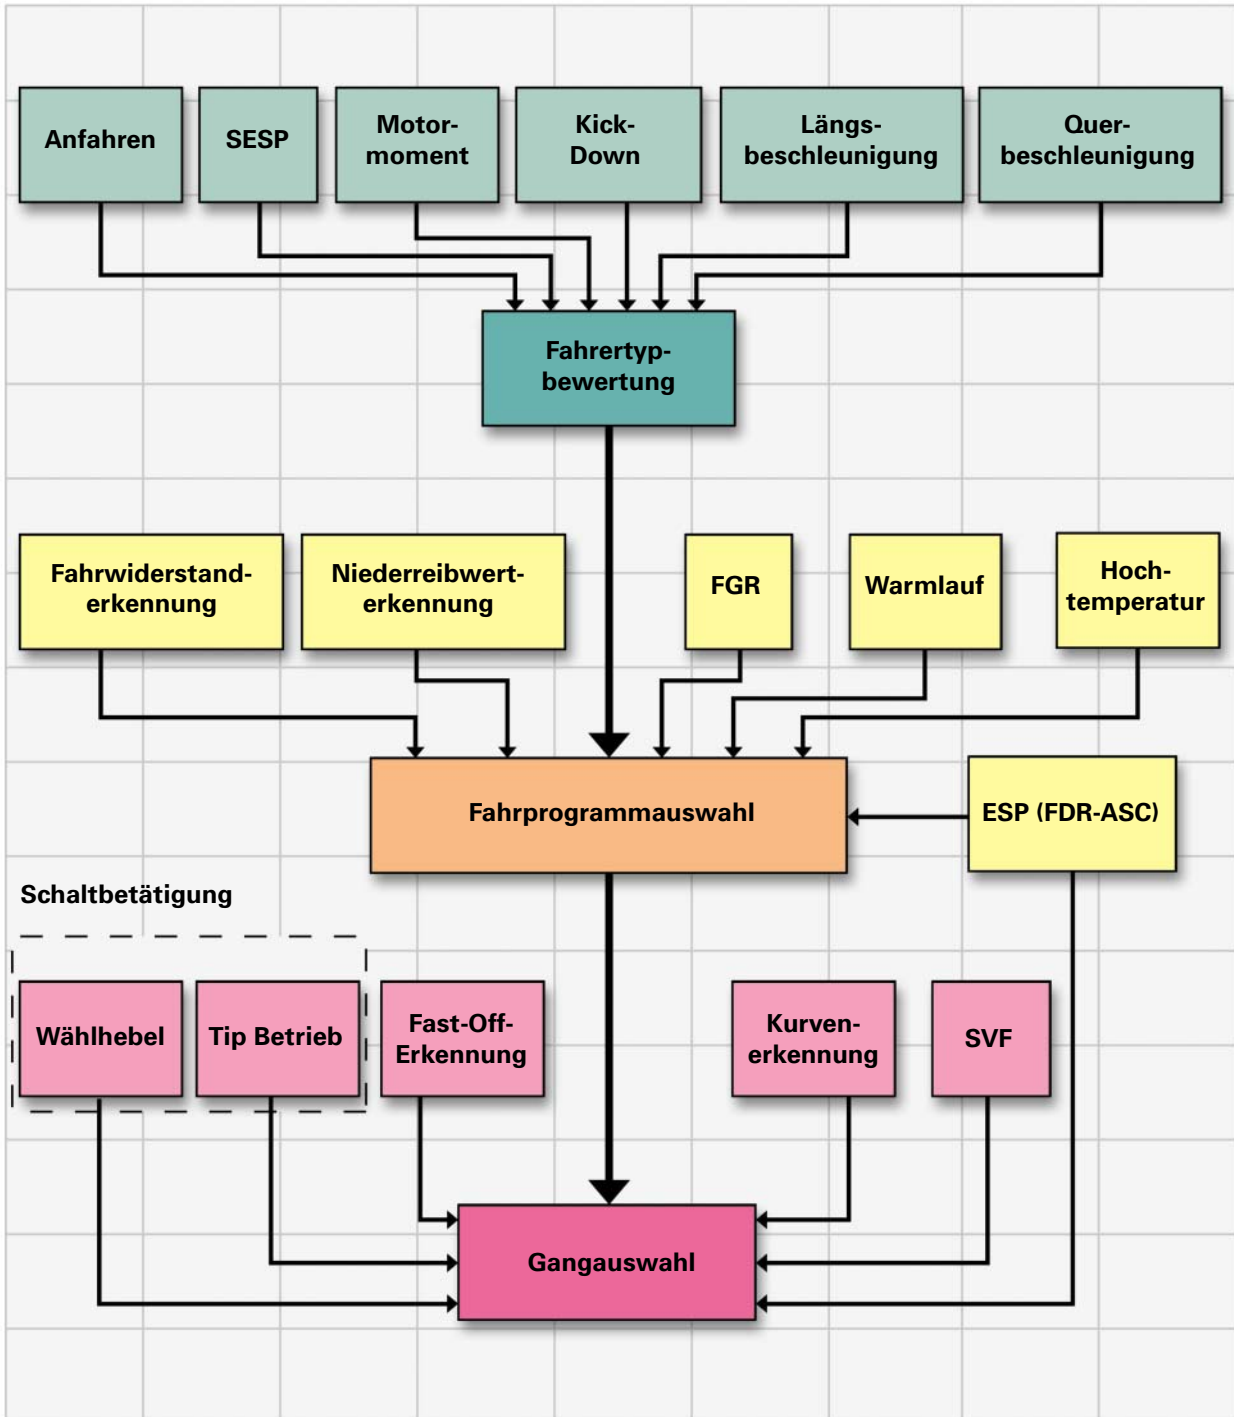 Anfahren
SESP
Motor-
moment
Kick-
Down
Längs-
beschleunigung
Quer-
beschleunigung
Fahrertyp-
bewertung
Fahrwiderstand-
erkennung
Niederreibwert-
erkennung
FGR
Warmlauf
Hoch-
temperatur
Fahrprogrammauswahl
ESP (FDR-ASC)
Schaltbetätigung
Wählhebel
Tip Betrieb
Fast-Off-
Erkennung
Kurven-
erkennung
SVF
Gangauswahl